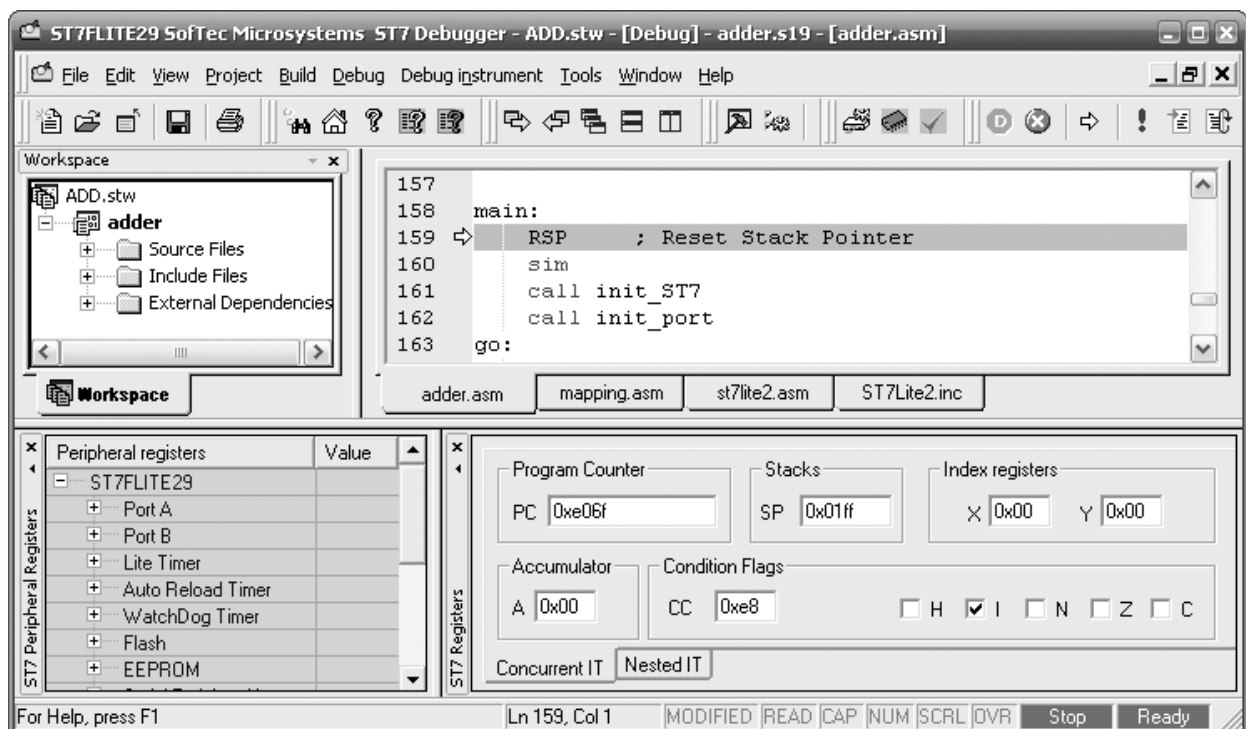 ST7FLITE29 SofTec Microsystems ST7 Debugger - ADD.stw - [Debug] - adder.s19 - [adder.asm]
File Edit View Project Build Debug Debug instrument Tools Window Help
Workspace
ADD.stw
adder
Source Files
Include Files
External Dependencies
Workspace
157
158 main:
159 RSP ; Reset Stack Pointer
160 sim
161 call init_ST7
162 call init_port
163 go:
adder.asm mapping.asm st7lite2.asm ST7Lite2.inc
ST7 Peripheral Registers
Peripheral registers Value
ST7FLITE29
Port A
Port B
Lite Timer
Auto Reload Timer
WatchDog Timer
Flash
EEPROM
ST7 Registers
Program Counter Stacks Index registers
PC 0xe06f SP 0x01ff X 0x00 Y 0x00
Accumulator Condition Flags
A 0x00 CC 0xe8 H I N Z C
Concurrent IT Nested IT
For Help, press F1 Ln 159, Col 1 MODIFIED READ CAP NUM SCRL OVR Stop Ready